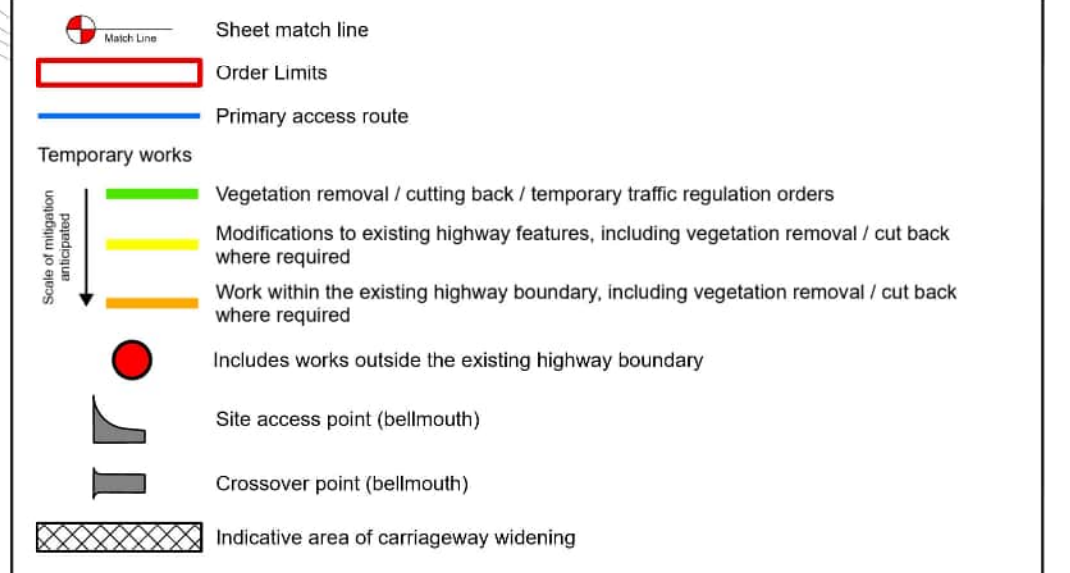 Match Line
Sheet match line
Order Limits
Primary access route
Temporary works
Scale of mitigation
anticipated
Vegetation removal / cutting back / temporary traffic regulation orders
Modifications to existing highway features, including vegetation removal / cut back
where required
Work within the existing highway boundary, including vegetation removal / cut back
where required
Includes works outside the existing highway boundary
Site access point (bellmouth)
Crossover point (bellmouth)
Indicative area of carriageway widening